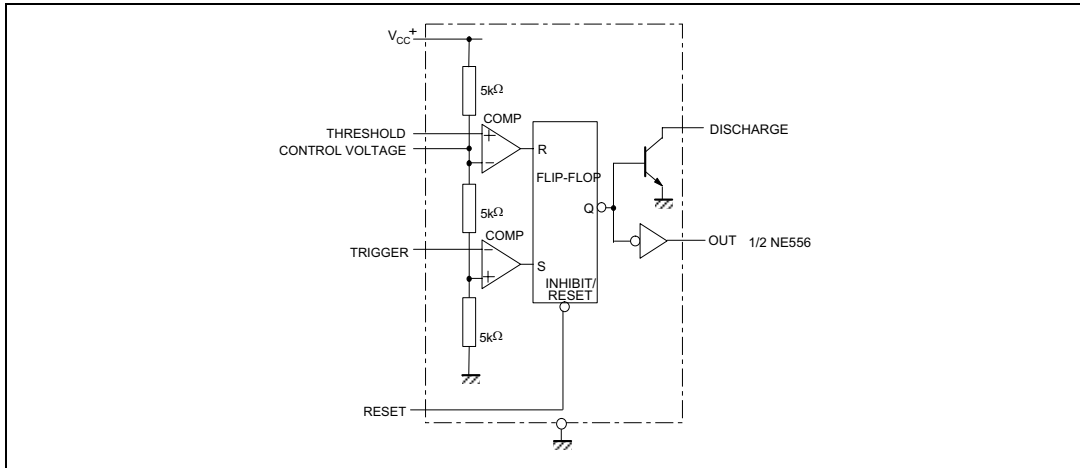 VCC+
5kΩ
COMP
THRESHOLD
+
CONTROL VOLTAGE
−
R
DISCHARGE
FLIP-FLOP
5kΩ
Q
COMP
TRIGGER
−
+
S
OUT 1/2 NE556
INHIBIT/
RESET
5kΩ
RESET